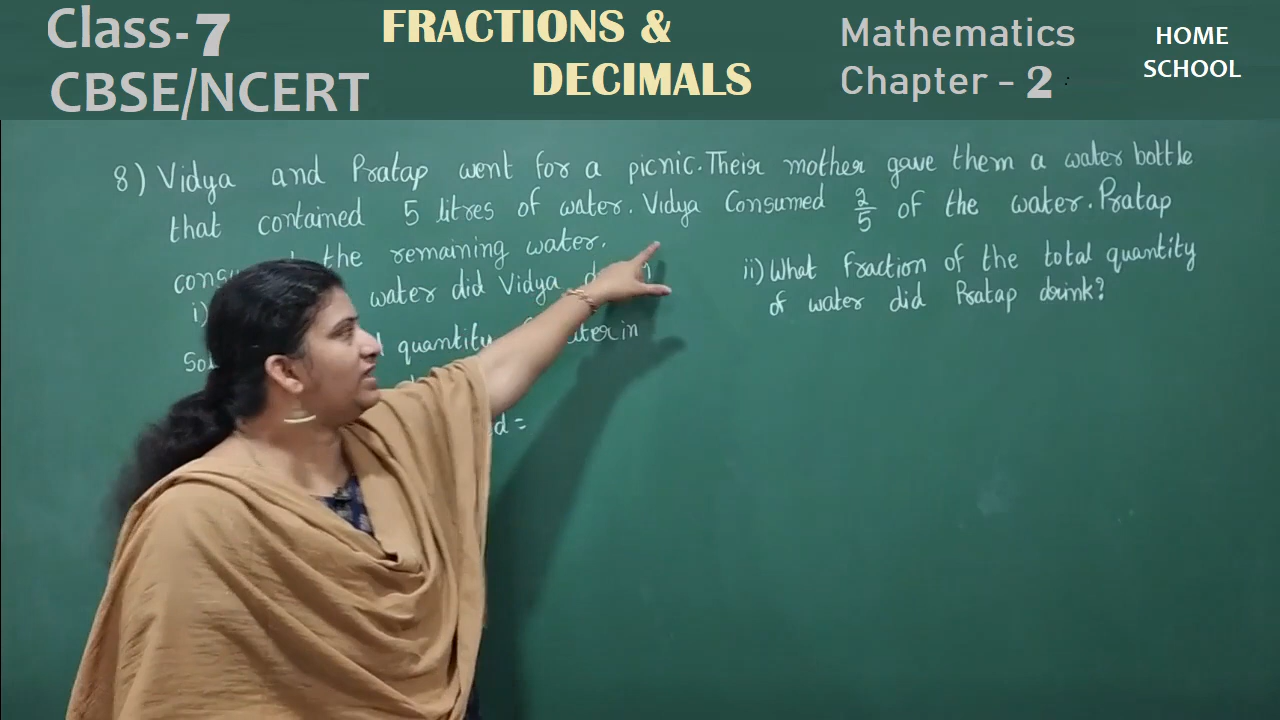 Class-7
CBSE/NCERT
FRACTIONS &
DECIMALS
Mathematics
Chapter - 2
HOME
SCHOOL
8) Vidya and Pratap went for a picnic. Their mother gave them a water bottle
that contained 5 litres of water. Vidya Consumed 2/5 of the water. Pratap
the remaining water.
i) water did Vidya
quantity
ii) What fraction of the total quantity
of water did Pratap drink?